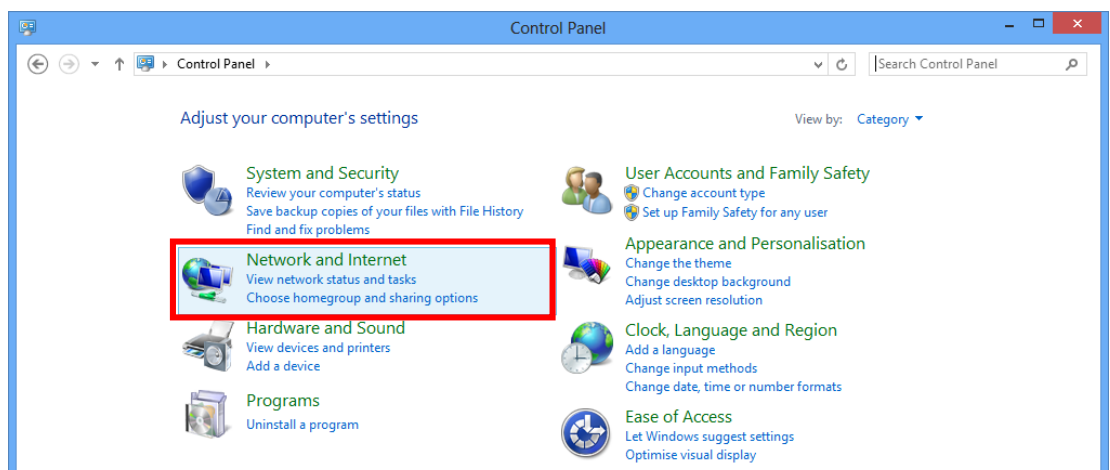 Control Panel
Control Panel
Search Control Panel
Adjust your computer's settings
View by: Category
System and Security
Review your computer's status
Save backup copies of your files with File History
Find and fix problems
Network and Internet
View network status and tasks
Choose homegroup and sharing options
Hardware and Sound
View devices and printers
Add a device
Programs
Uninstall a program
User Accounts and Family Safety
Change account type
Set up Family Safety for any user
Appearance and Personalisation
Change the theme
Change desktop background
Adjust screen resolution
Clock, Language and Region
Add a language
Change input methods
Change date, time or number formats
Ease of Access
Let Windows suggest settings
Optimise visual display